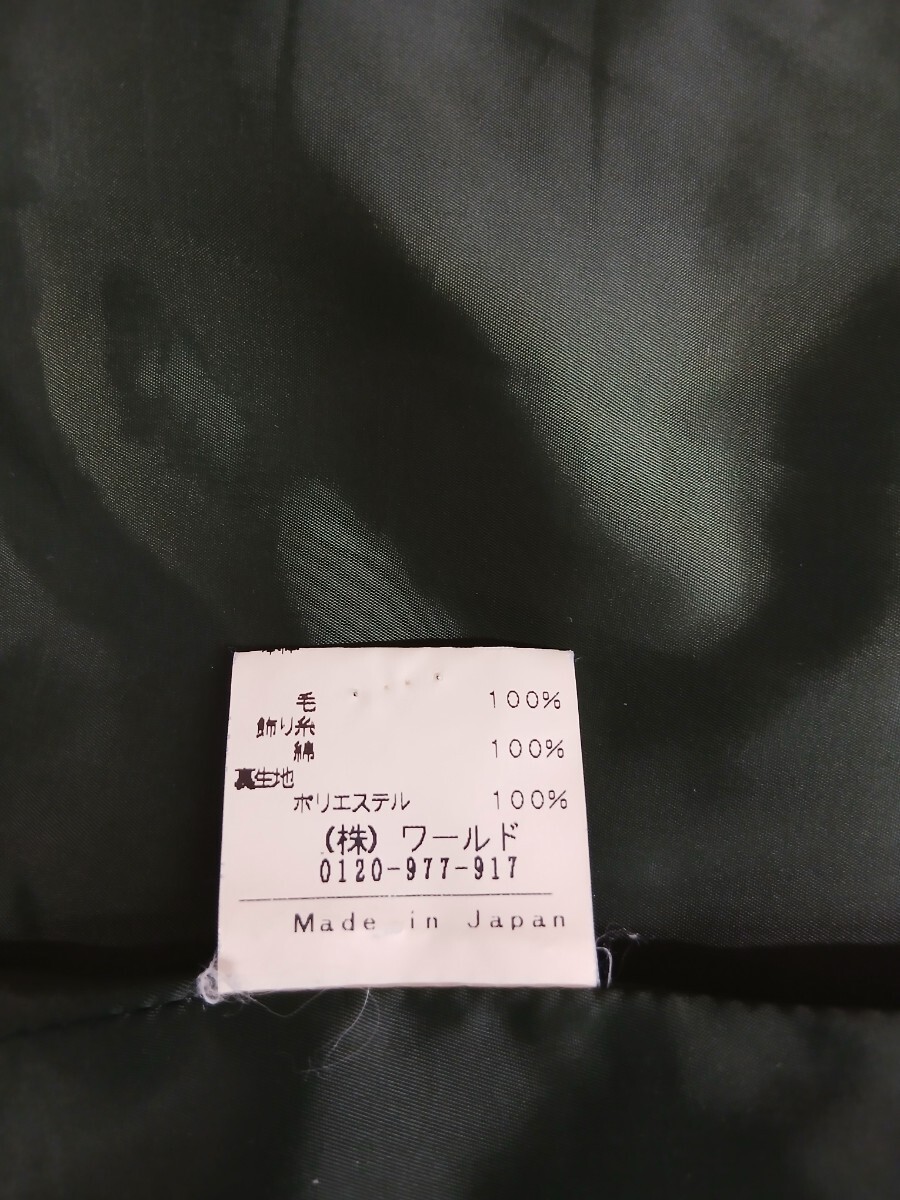 毛 100%
飾り糸
綿 100%
裏生地
ポリエステル 100%
(株) ワールド
0120-977-917
Made in Japan